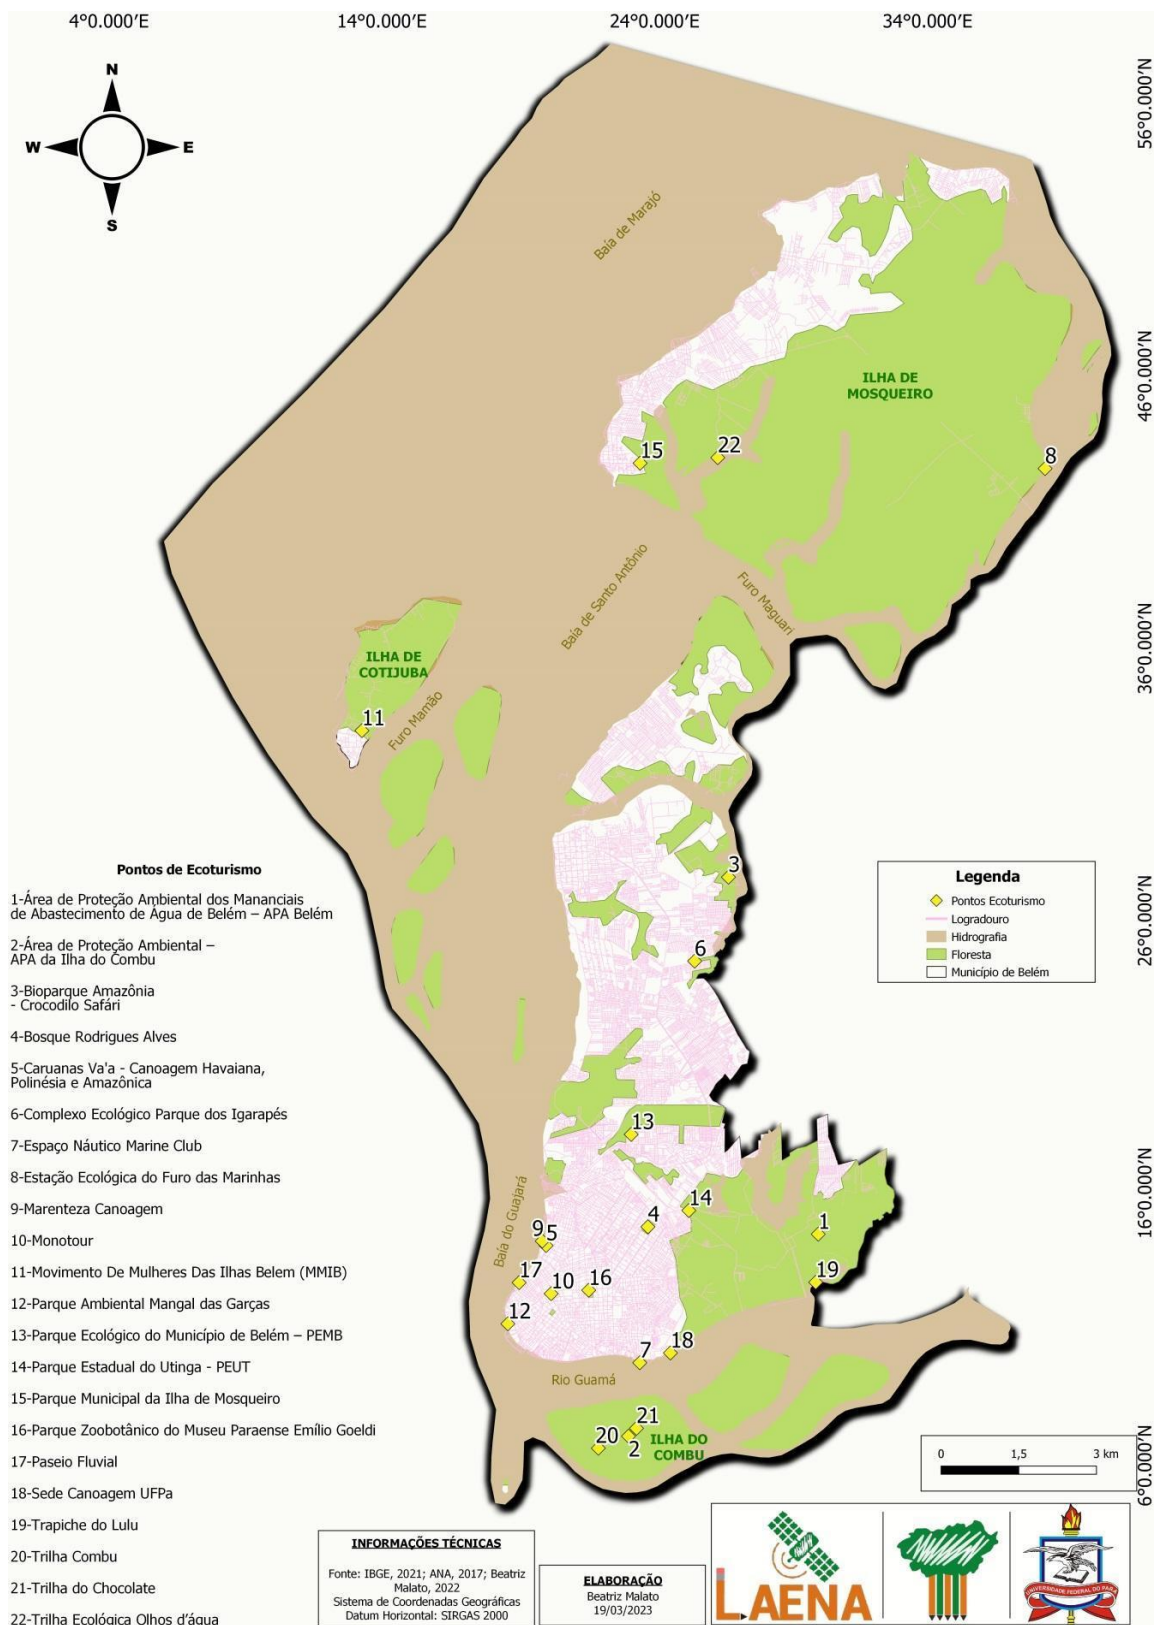 4°0.000′E
14°0.000′E
24°0.000′E
34°0.000′E
N
W
E
S
56°0.000′N
46°0.000′N
36°0.000′N
26°0.000′N
16°0.000′N
6°0.000′N
Baía de Marajó
ILHA DE
MOSQUEIRO
15
22
8
Baía de Santo Antônio
Furo Maguari
ILHA DE
COTIJUBA
11
Furo Mamão
3
6
13
14
4
1
Baía do Guajará
9
5
17
10
16
19
12
7
18
Rio Guamá
21
20
2
ILHA DO
COMBU
Pontos de Ecoturismo
1-Área de Proteção Ambiental dos Mananciais
de Abastecimento de Água de Belém – APA Belém
2-Área de Proteção Ambiental –
APA da Ilha do Combu
3-Bioparque Amazônia
- Crocodilo Safári
4-Bosque Rodrigues Alves
5-Caruanas Va'a - Canoagem Havaiana,
Polinésia e Amazônica
6-Complexo Ecológico Parque dos Igarapés
7-Espaço Náutico Marine Club
8-Estação Ecológica do Furo das Marinhas
9-Marenteza Canoagem
10-Monotour
11-Movimento De Mulheres Das Ilhas Belem (MMIB)
12-Parque Ambiental Mangal das Garças
13-Parque Ecológico do Município de Belém – PEMB
14-Parque Estadual do Utinga - PEUT
15-Parque Municipal da Ilha de Mosqueiro
16-Parque Zoobotânico do Museu Paraense Emílio Goeldi
17-Paseio Fluvial
18-Sede Canoagem UFPa
19-Trapiche do Lulu
20-Trilha Combu
21-Trilha do Chocolate
22-Trilha Ecológica Olhos d'água
Legenda
Pontos Ecoturismo
Logradouro
Hidrografia
Floresta
Município de Belém
0 1,5 3 km
INFORMAÇÕES TÉCNICAS
Fonte: IBGE, 2021; ANA, 2017; Beatriz
Malato, 2022
Sistema de Coordenadas Geográficas
Datum Horizontal: SIRGAS 2000
ELABORAÇÃO
Beatriz Malato
19/03/2023
LAENA
UNIVERSIDADE FEDERAL DO PARÁ